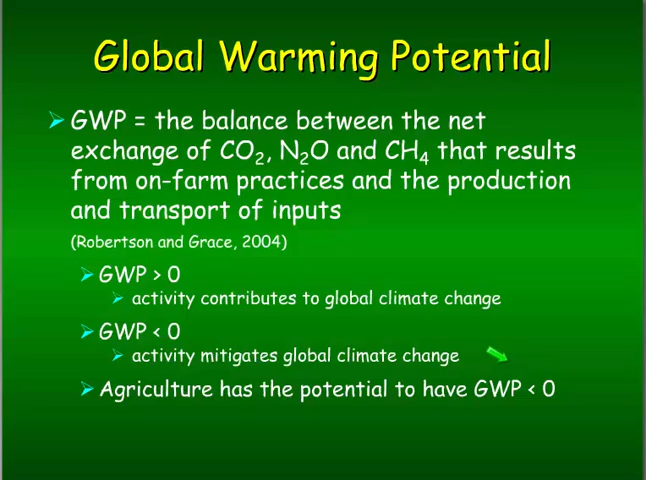 Global Warming Potential
GWP = the balance between the net
exchange of CO₂, N₂O and CH₄ that results
from on-farm practices and the production
and transport of inputs
(Robertson and Grace, 2004)
GWP > 0
activity contributes to global climate change
GWP < 0
activity mitigates global climate change
Agriculture has the potential to have GWP < 0